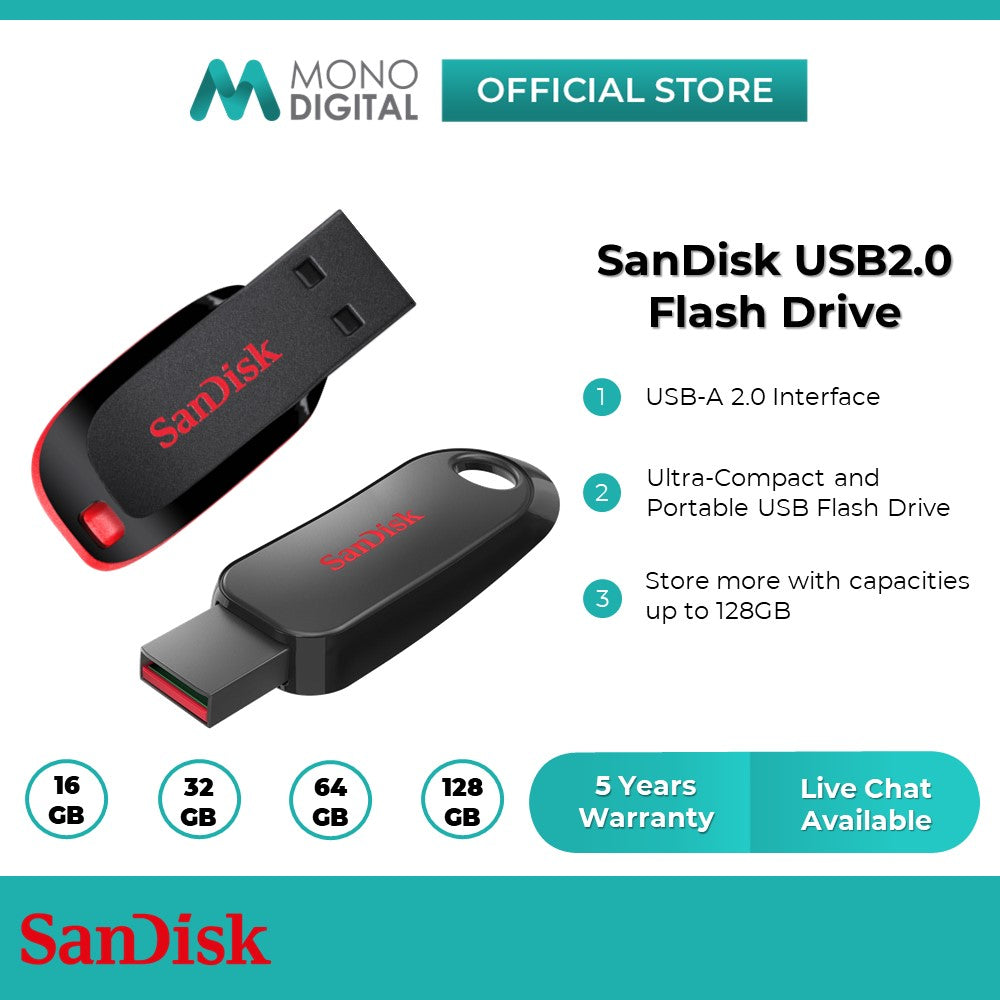 MONO
DIGITAL
OFFICIAL STORE
SanDisk USB2.0
Flash Drive
SanDisk
SanDisk
1 USB-A 2.0 Interface
2 Ultra-Compact and
Portable USB Flash Drive
3 Store more with capacities
up to 128GB
16
GB
32
GB
64
GB
128
GB
5 Years
Warranty
Live Chat
Available
SanDisk